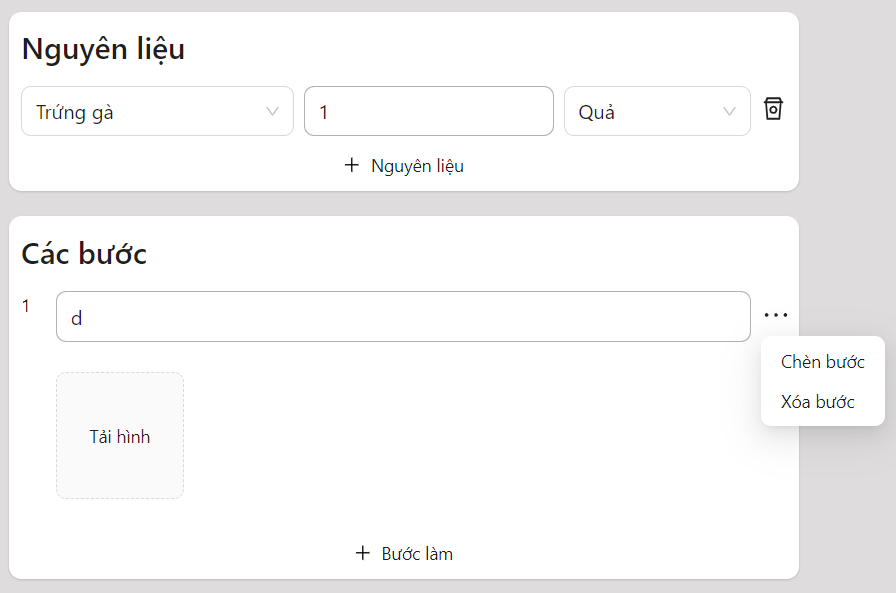 Nguyên liệu
Trứng gà 1 Quả
Nguyên liệu
Các bước
1 d
Chèn bước
Xóa bước
Tải hình
Bước làm